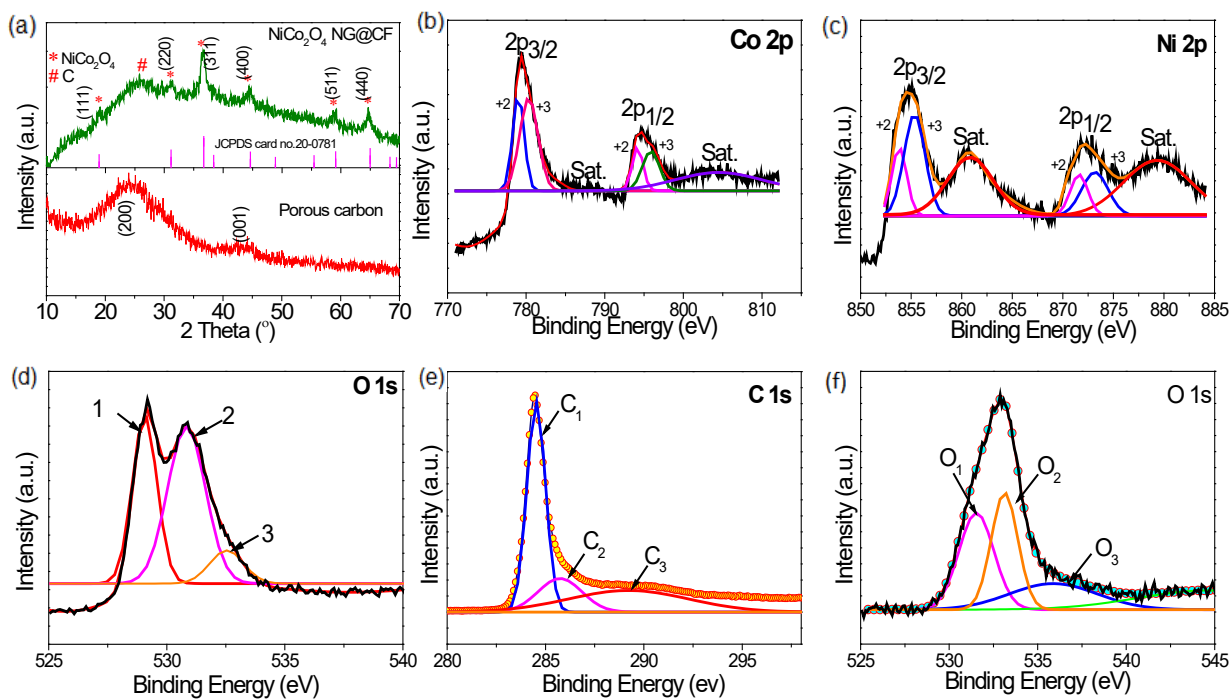 (a)
NiCo2O4 NG@CF
* NiCo2O4
# C
#
(111)
*
(220)
*
*
(311)
(400)
*
(511)
*
(440)
*
JCPDS card no.20-0781
Porous carbon
(200)
(001)
Intensity (a.u.)
10 20 30 40 50 60 70
2 Theta (°)
(b)
Co 2p
2p3/2
+2
+3
2p1/2
+2
+3
Sat.
Sat.
Intensity (a.u.)
770 780 790 800 810
Binding Energy (eV)
(c)
Ni 2p
2p3/2
+2
+3
Sat.
2p1/2
+2
+3
Sat.
Intensity (a.u.)
850 855 860 865 870 875 880 885
Binding Energy (eV)
(d)
O 1s
1
2
3
Intensity (a.u.)
525 530 535 540
Binding Energy (eV)
(e)
C 1s
C1
C2
C3
Intensity (a.u.)
280 285 290 295
Binding Energy (ev)
(f)
O 1s
O1
O2
O3
Intensity (a.u.)
525 530 535 540 545
Binding Energy (eV)